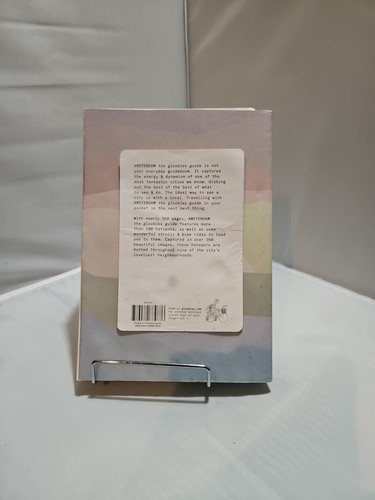 AMSTERDAM the glookies guide is not
your everyday guidebook. It captures
the energy & dynamism of one of the
most fantastic cities we know, dishing
out the best of the best of what
to see & do. The ideal way to see a
city is with a local. Travelling with
AMSTERDAM the glookies guide in your
pocket is the next best thing.
With nearly 300 pages, AMSTERDAM
the glookies guide features more
than 100 hotspots, as well as some
wonderful strolls & bike rides to lead
you to them. Captured in over 350
beautiful images, these hotspots are
dotted throughout nine of the city's
loveliest neighbourhoods.